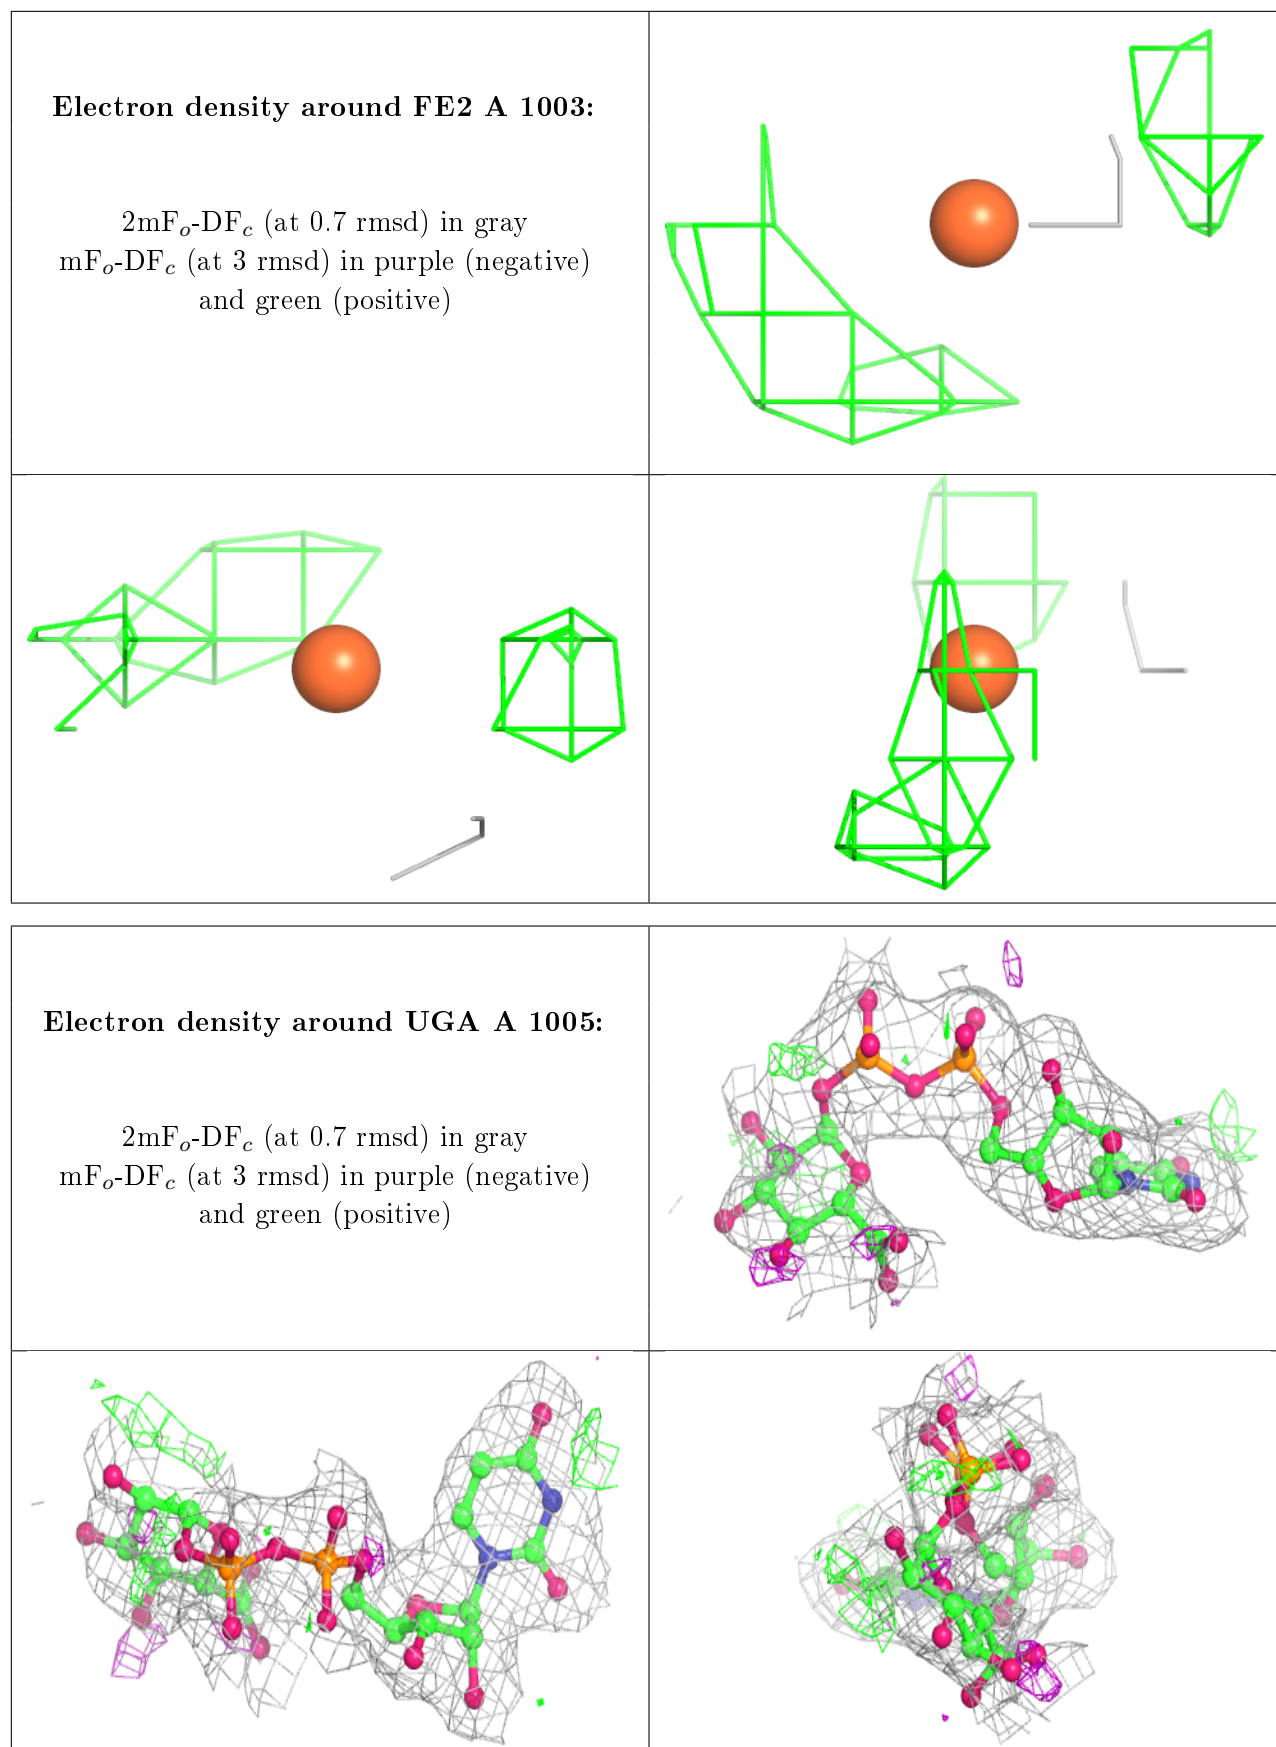 Electron density around FE2 A 1003:
2mFo-DFc (at 0.7 rmsd) in gray
mFo-DFc (at 3 rmsd) in purple (negative)
and green (positive)
Electron density around UGA A 1005:
2mFo-DFc (at 0.7 rmsd) in gray
mFo-DFc (at 3 rmsd) in purple (negative)
and green (positive)